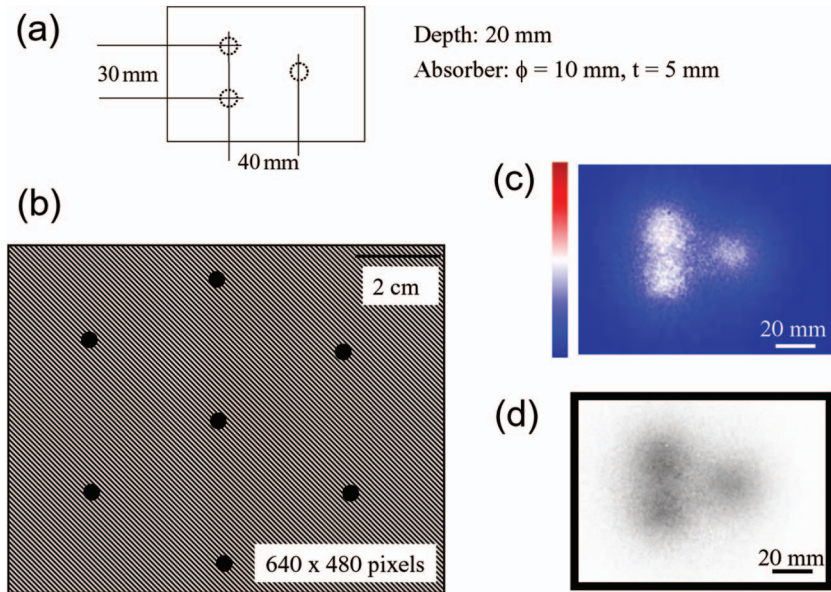 (a)
30 mm
40 mm
Depth: 20 mm
Absorber: ϕ = 10 mm, t = 5 mm
(b)
2 cm
640 x 480 pixels
(c)
20 mm
(d)
20 mm